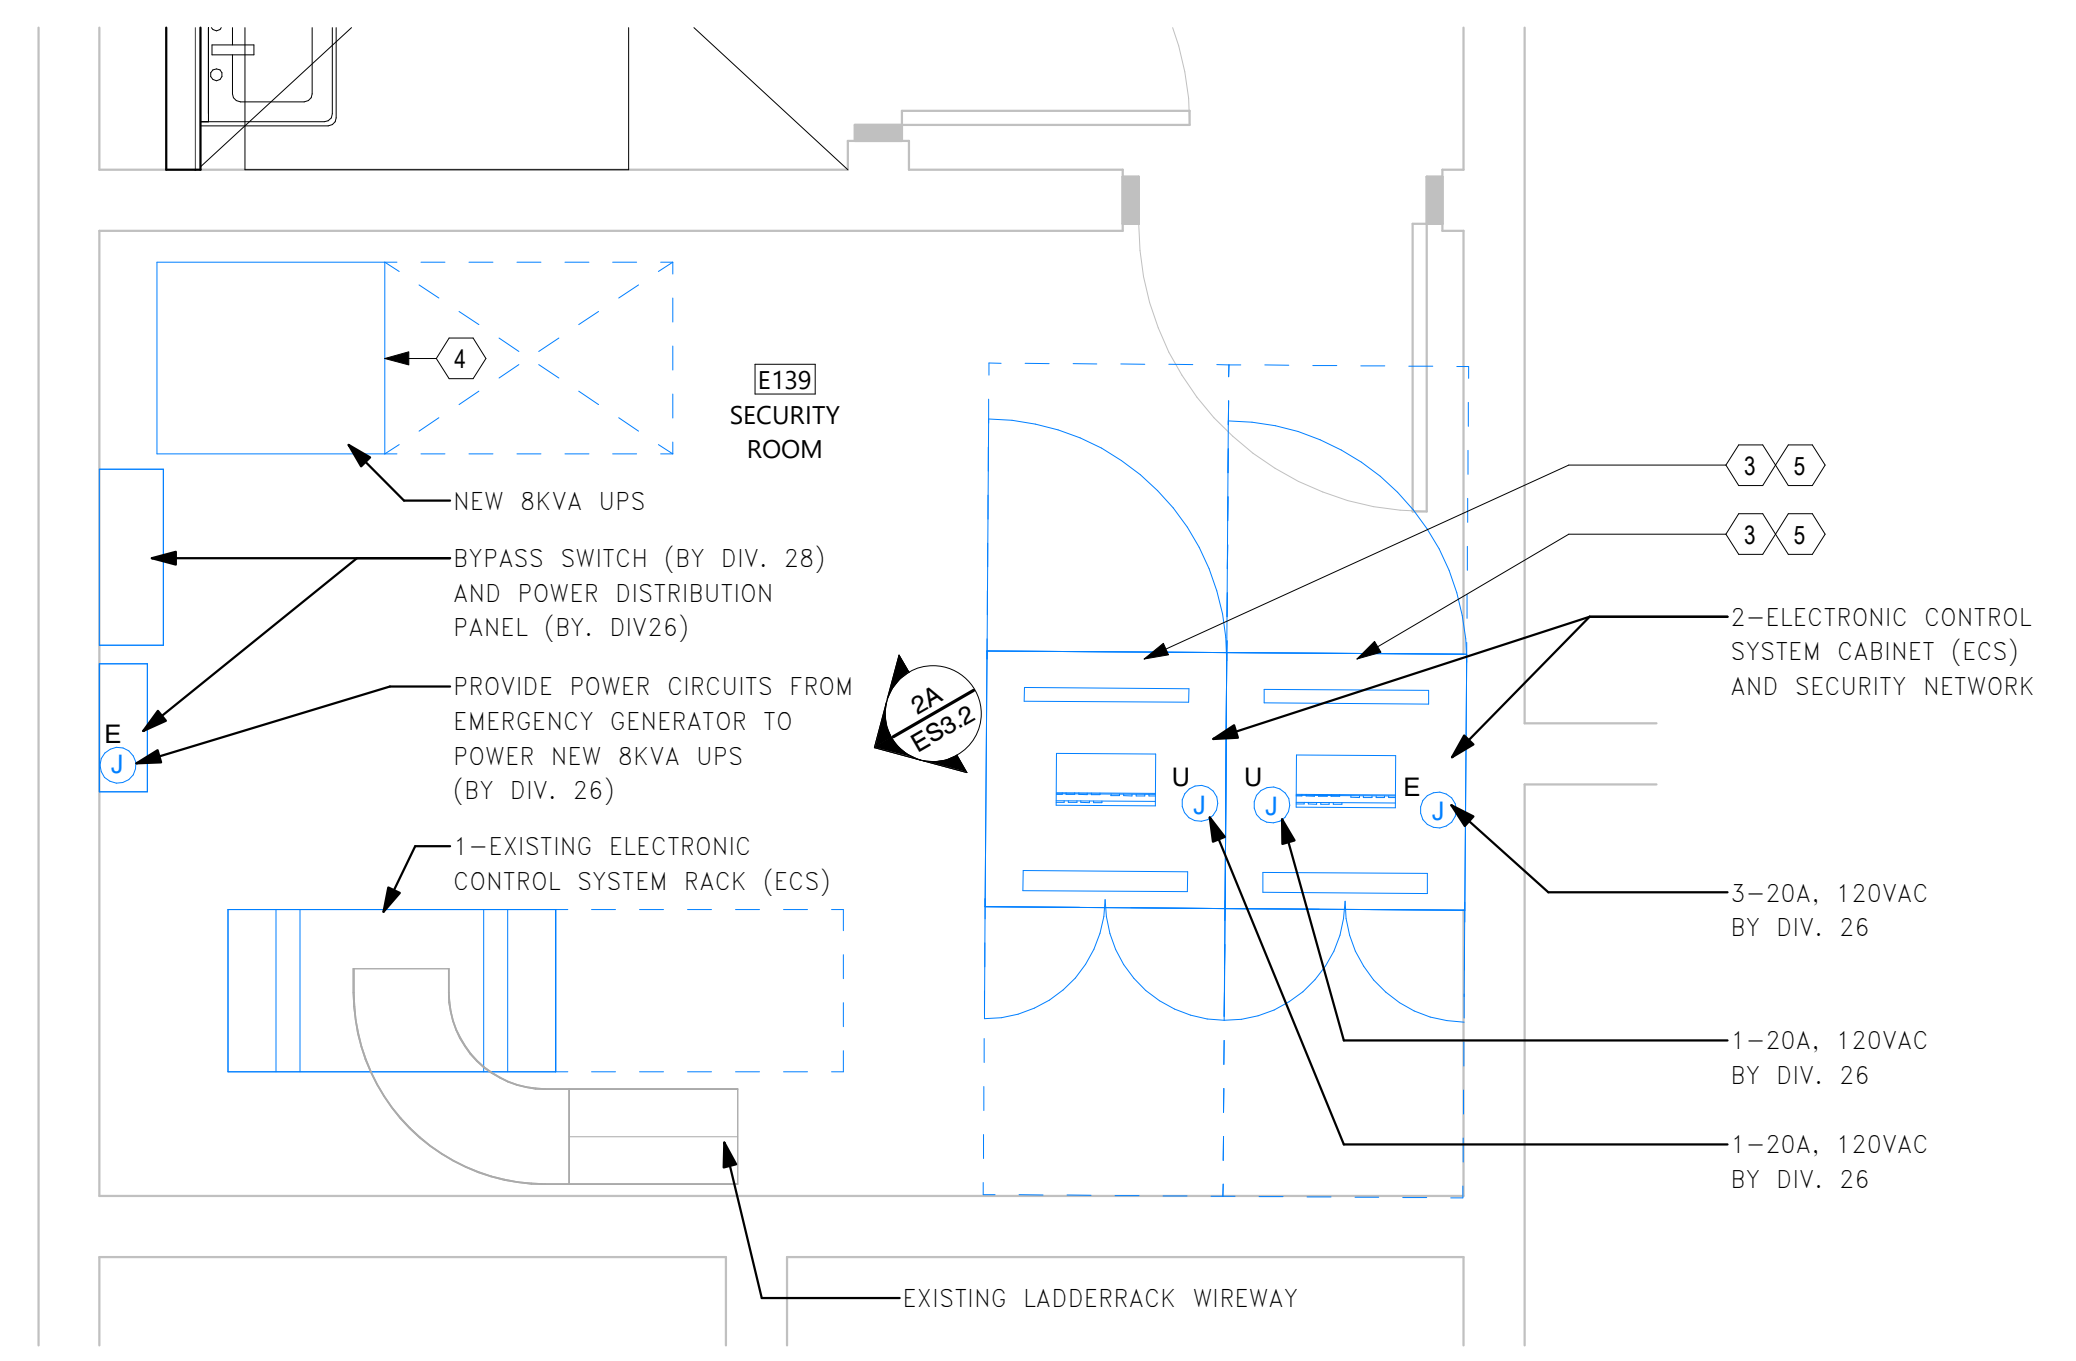 4
E139
SECURITY
ROOM
NEW 8KVA UPS
BYPASS SWITCH (BY DIV. 28)
AND POWER DISTRIBUTION
PANEL (BY. DIV26)
PROVIDE POWER CIRCUITS FROM
EMERGENCY GENERATOR TO
POWER NEW 8KVA UPS
(BY DIV. 26)
E
J
1-EXISTING ELECTRONIC
CONTROL SYSTEM RACK (ECS)
2A
ES3.2
U
J
U
J
E
J
3 5
3 5
2-ELECTRONIC CONTROL
SYSTEM CABINET (ECS)
AND SECURITY NETWORK
3-20A, 120VAC
BY DIV. 26
1-20A, 120VAC
BY DIV. 26
1-20A, 120VAC
BY DIV. 26
EXISTING LADDERRACK WIREWAY